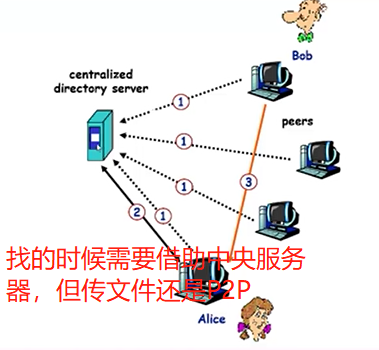 Bob
centralized
directory server
1
peers
1
3
1
2
1
找的时候需要借助中央服务
器，但传文件还是P2P
Alice